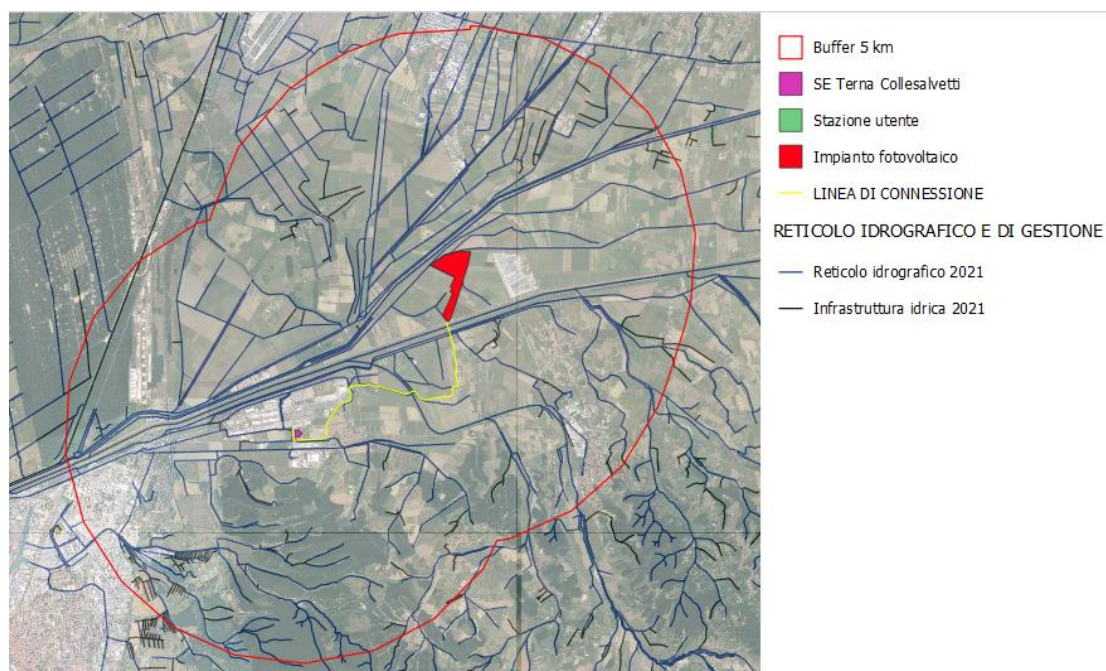 Buffer 5 km
SE Terna Collesalvetti
Stazione utente
Impianto fotovoltaico
LINEA DI CONNESSIONE
RETICOLO IDROGRAFICO E DI GESTIONE
Reticolo idrografico 2021
Infrastruttura idrica 2021